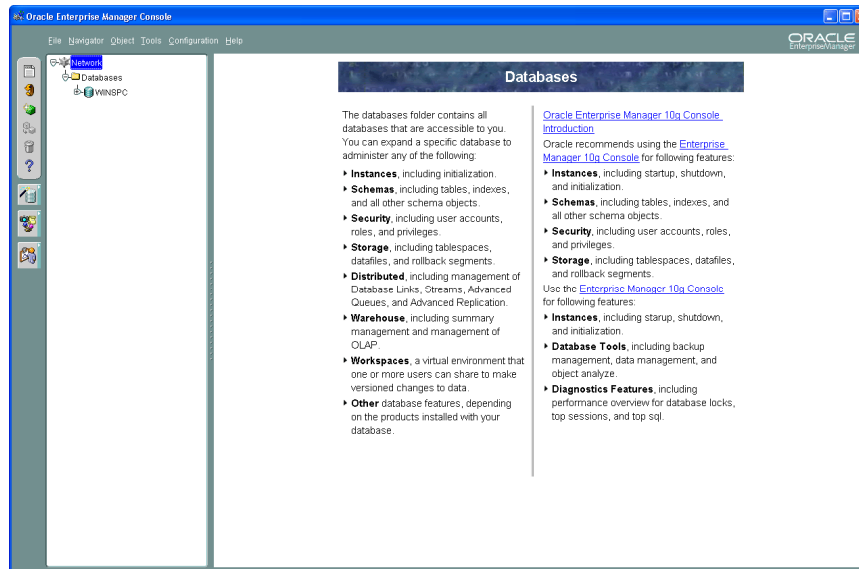 Oracle Enterprise Manager Console
File Navigator Object Tools Configuration Help
ORACLE
EnterpriseManager
Network
Databases
WINSPC
Databases
The databases folder contains all
databases that are accessible to you.
You can expand a specific database to
administer any of the following:
Instances, including initialization.
Schemas, including tables, indexes,
and all other schema objects.
Security, including user accounts,
roles, and privileges.
Storage, including tablespaces,
datafiles, and rollback segments.
Distributed, including management of
Database Links, Streams, Advanced
Queues, and Advanced Replication.
Warehouse, including summary
management and management of
OLAP.
Workspaces, a virtual environment that
one or more users can share to make
versioned changes to data.
Other database features, depending
on the products installed with your
database.
Oracle Enterprise Manager 10g Console
Introduction
Oracle recommends using the Enterprise
Manager 10g Console for following features:
Instances, including startup, shutdown,
and initialization.
Schemas, including tables, indexes, and
all other schema objects.
Security, including user accounts, roles,
and privileges.
Storage, including tablespaces, datafiles,
and rollback segments.
Use the Enterprise Manager 10g Console
for following features:
Instances, including starup, shutdown,
and initialization.
Database Tools, including backup
management, data management, and
object analyze.
Diagnostics Features, including
performance overview for database locks,
top sessions, and top sql.